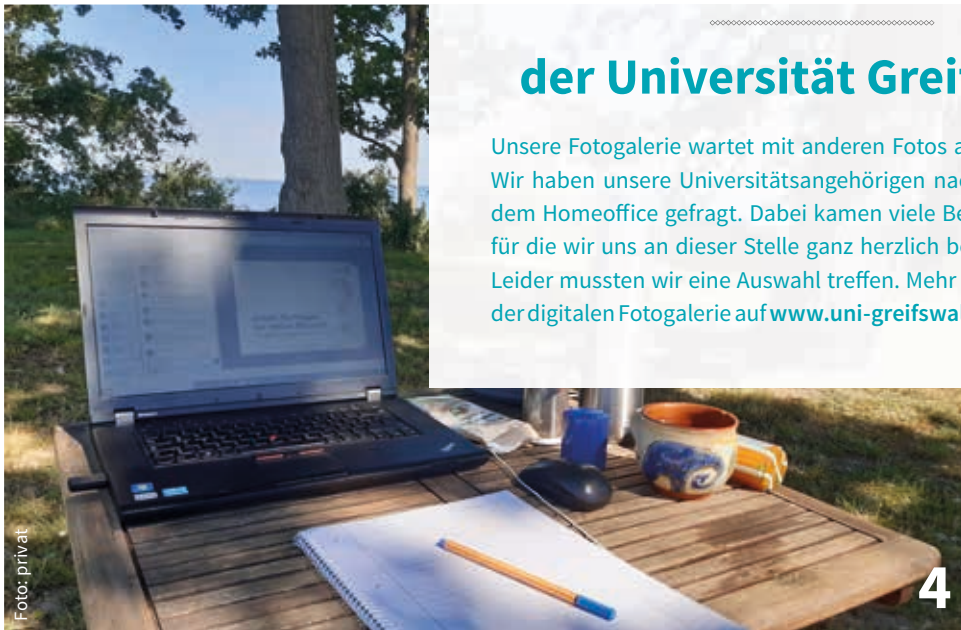 der Universität Greif
Unsere Fotogalerie wartet mit anderen Fotos a
Wir haben unsere Universitätsangehörigen na
dem Homeoffice gefragt. Dabei kamen viele Be
für die wir uns an dieser Stelle ganz herzlich be
Leider mussten wir eine Auswahl treffen. Mehr
der digitalen Fotogalerie auf www.uni-greifswal
Foto: privat
4